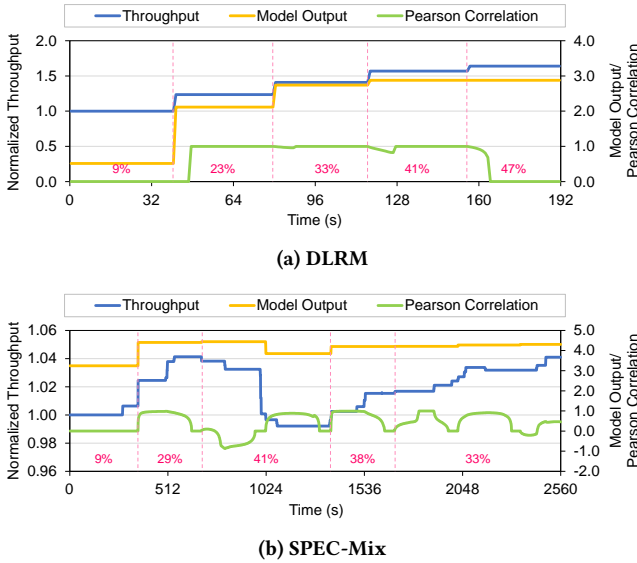 Throughput Model Output Pearson Correlation
Normalized Throughput
2.0
1.5
1.0
0.5
0.0
4.0
3.0
2.0
1.0
0.0
Model Output/
Pearson Correlation
9% 23% 33% 41% 47%
0 32 64 96 128 160 192
Time (s)
(a) DLRM
Throughput Model Output Pearson Correlation
Normalized Throughput
1.06
1.04
1.02
1.00
0.98
0.96
5.0
4.0
3.0
2.0
1.0
0.0
-1.0
-2.0
Model Output/
Pearson Correlation
9% 29% 41% 38% 33%
0 512 1024 1536 2048 2560
Time (s)
(b) SPEC-Mix